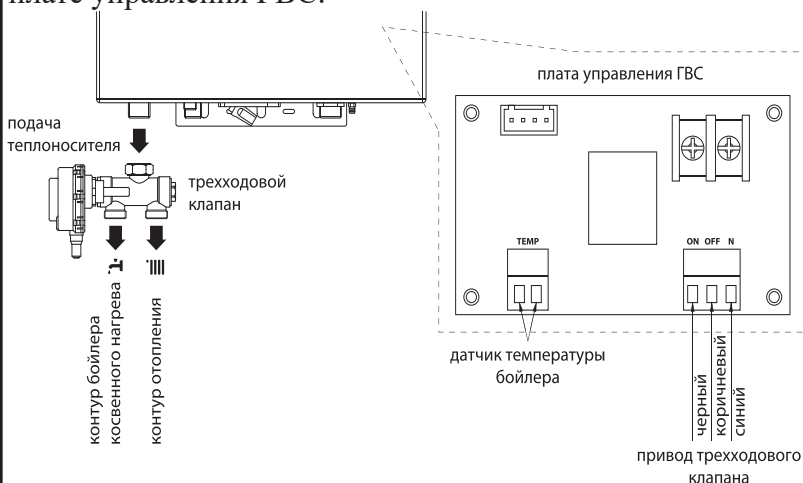 плате управления ГВС.
плата управления ГВС
подача
теплоносителя
трехходовой
клапан
контур бойлера
косвенного нагрева
контур отопления
TEMP
ON OFF N
датчик температуры
бойлера
черный
коричневый
синий
привод трехходового
клапана